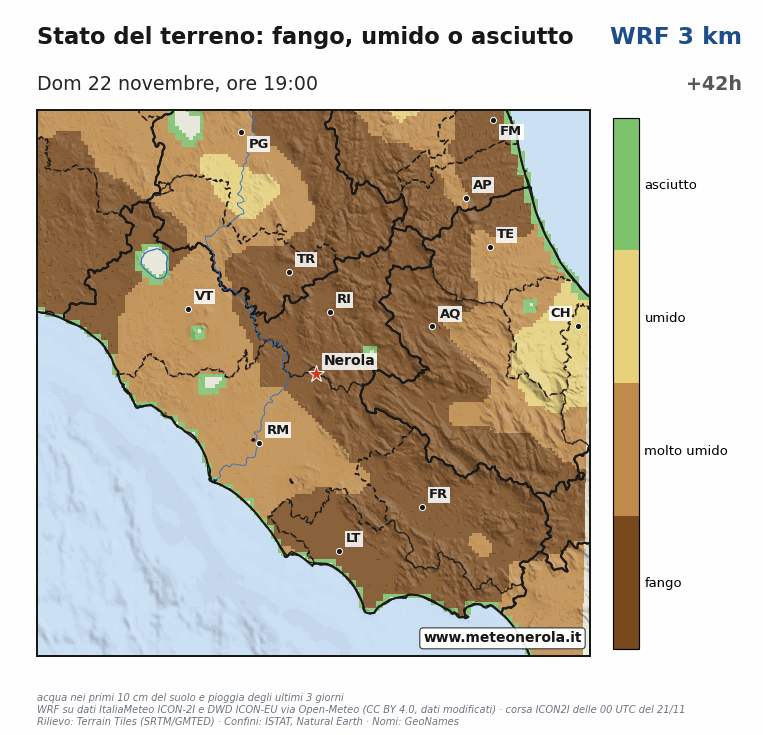 Stato del terreno: fango, umido o asciutto
WRF 3 km
Dom 22 novembre, ore 19:00
+42h
FM
PG
AP
TE
TR
VT
RI
AQ
CH
Nerola
RM
FR
LT
www.meteonerola.it
asciutto
umido
molto umido
fango
acqua nei primi 10 cm del suolo e pioggia degli ultimi 3 giorni
WRF su dati ItaliaMeteo ICON-2I e DWD ICON-EU via Open-Meteo (CC BY 4.0, dati modificati) · corsa ICON2I delle 00 UTC del 21/11
Rilievo: Terrain Tiles (SRTM/GMTED) · Confini: ISTAT, Natural Earth · Nomi: GeoNames